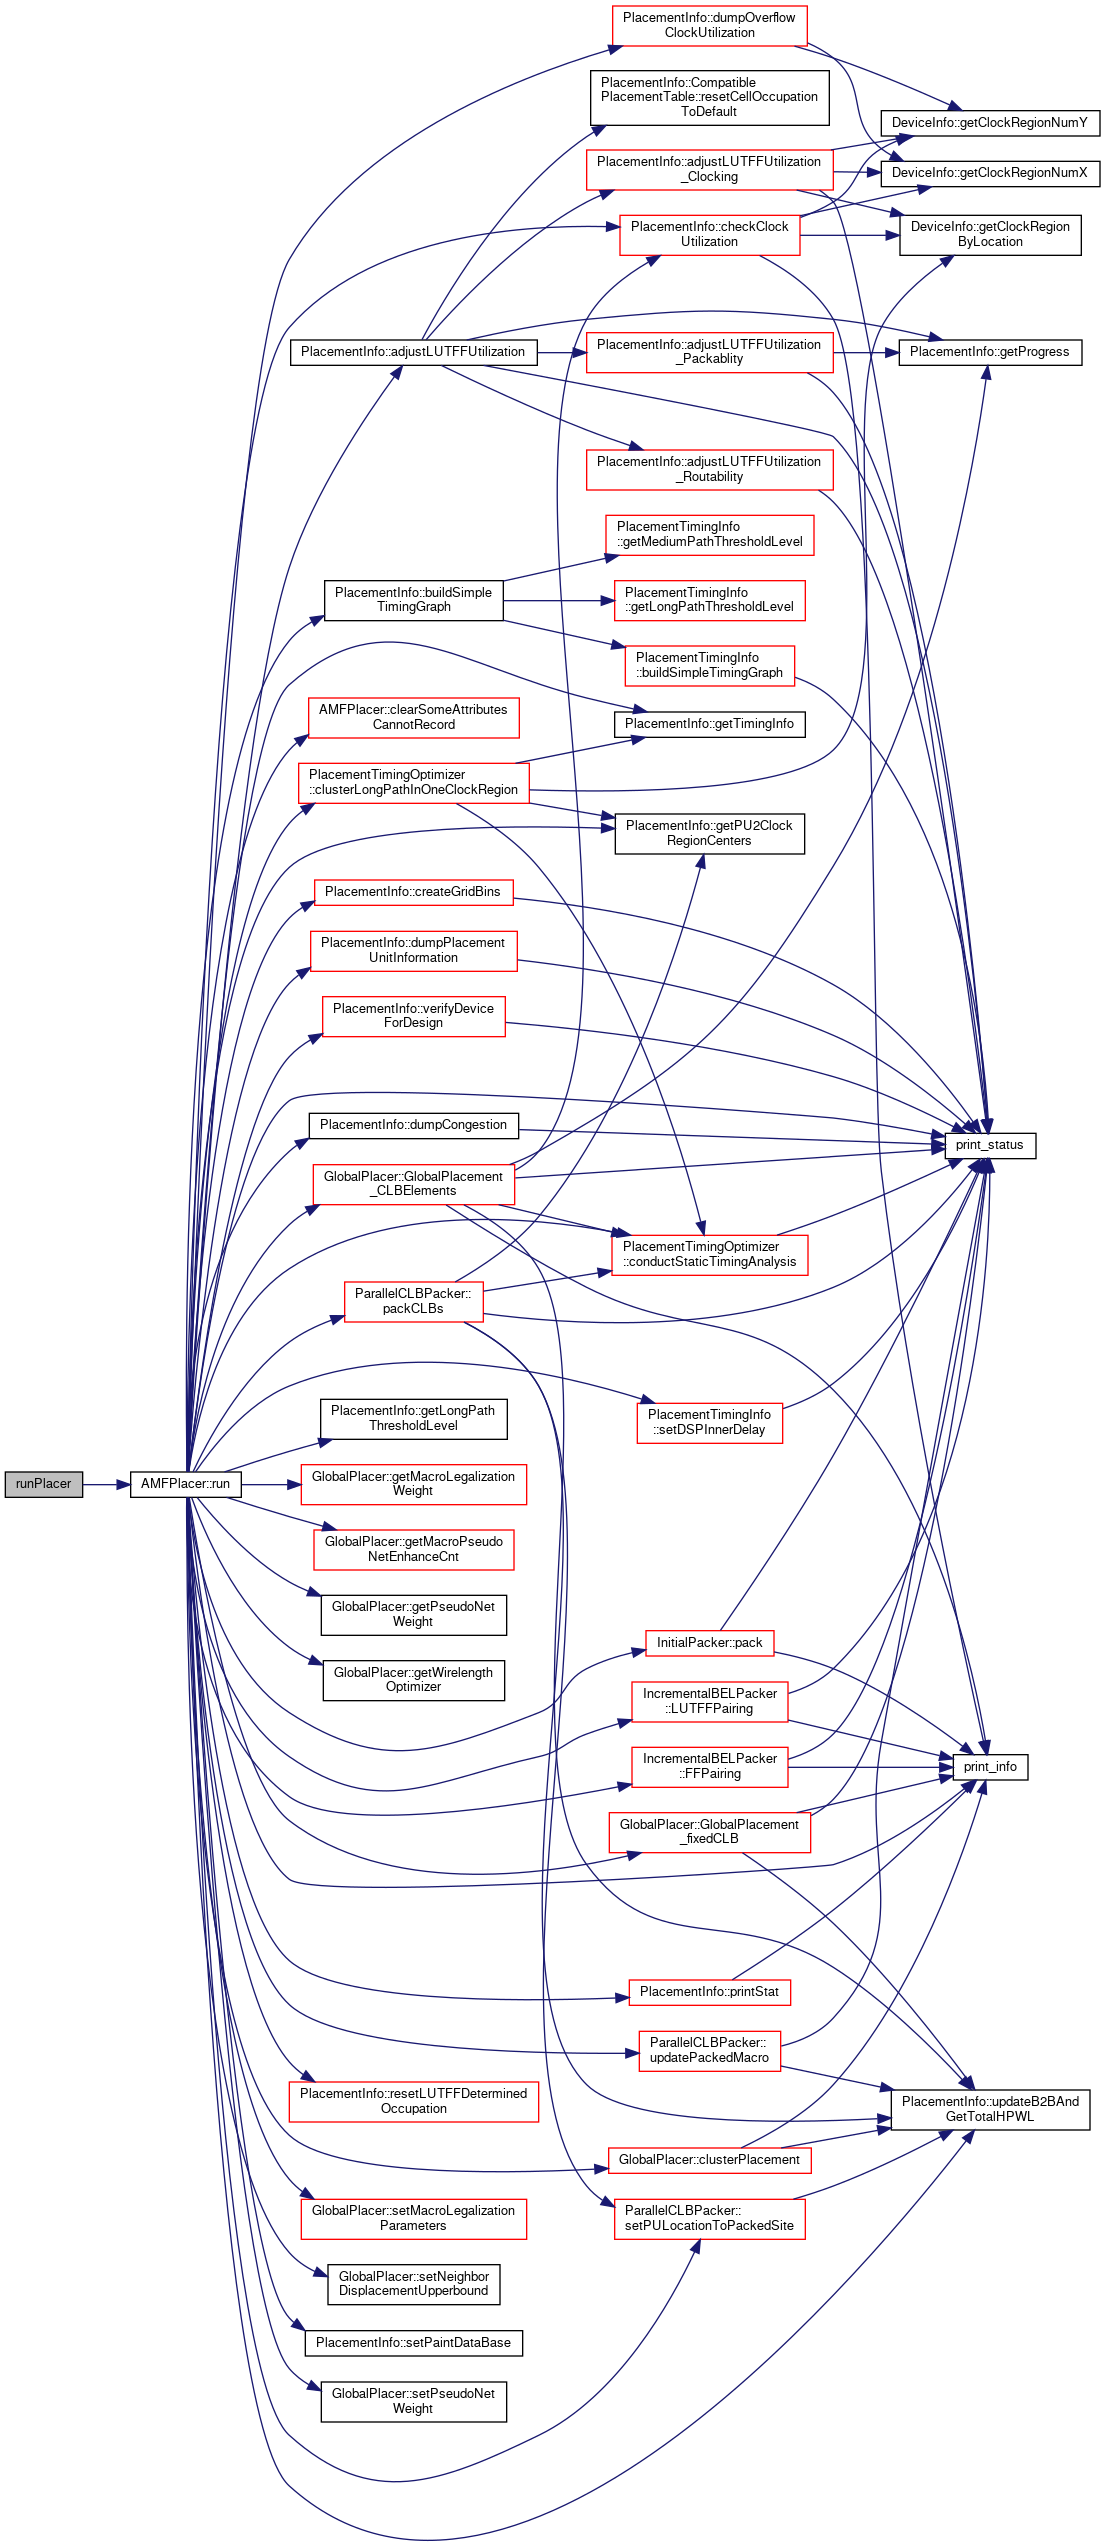 PlacementInfo::dumpOverflow
ClockUtilization
PlacementInfo::Compatible
PlacementTable::resetCellOccupation
ToDefault
DeviceInfo::getClockRegionNumY
PlacementInfo::adjustLUTFFUtilization
_Clocking
DeviceInfo::getClockRegionNumX
PlacementInfo::checkClock
Utilization
DeviceInfo::getClockRegion
ByLocation
PlacementInfo::adjustLUTFFUtilization
PlacementInfo::adjustLUTFFUtilization
_Packablity
PlacementInfo::getProgress
PlacementInfo::adjustLUTFFUtilization
_Routability
PlacementTimingInfo
::getMediumPathThresholdLevel
PlacementInfo::buildSimple
TimingGraph
PlacementTimingInfo
::getLongPathThresholdLevel
PlacementTimingInfo
::buildSimpleTimingGraph
AMFPlacer::clearSomeAttributes
CannotRecord
PlacementInfo::getTimingInfo
PlacementTimingOptimizer
::clusterLongPathInOneClockRegion
PlacementInfo::getPU2Clock
RegionCenters
PlacementInfo::createGridBins
PlacementInfo::dumpPlacement
UnitInformation
PlacementInfo::verifyDevice
ForDesign
PlacementInfo::dumpCongestion
print_status
GlobalPlacer::GlobalPlacement
_CLBElements
PlacementTimingOptimizer
::conductStaticTimingAnalysis
ParallelCLBPacker::
packCLBs
PlacementInfo::getLongPath
ThresholdLevel
PlacementTimingInfo
::setDSPInnerDelay
runPlacer
AMFPlacer::run
GlobalPlacer::getMacroLegalization
Weight
GlobalPlacer::getMacroPseudo
NetEnhanceCnt
GlobalPlacer::getPseudoNet
Weight
InitialPacker::pack
GlobalPlacer::getWirelength
Optimizer
IncrementalBELPacker
::LUTFFPairing
IncrementalBELPacker
::FFPairing
print_info
GlobalPlacer::GlobalPlacement
_fixedCLB
PlacementInfo::printStat
ParallelCLBPacker::
updatePackedMacro
PlacementInfo::resetLUTFFDetermined
Occupation
PlacementInfo::updateB2BAnd
GetTotalHPWL
GlobalPlacer::clusterPlacement
GlobalPlacer::setMacroLegalization
Parameters
ParallelCLBPacker::
setPULocationToPackedSite
GlobalPlacer::setNeighbor
DisplacementUpperbound
PlacementInfo::setPaintDataBase
GlobalPlacer::setPseudoNet
Weight